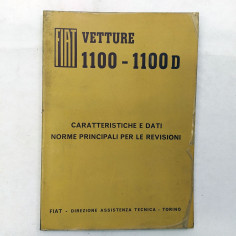 FIAT VETTURE
1100 - 1100 D
CARATTERISTICHE E DATI
NORME PRINCIPALI PER LE REVISIONI
FIAT - DIREZIONE ASSISTENZA TECNICA - TORINO